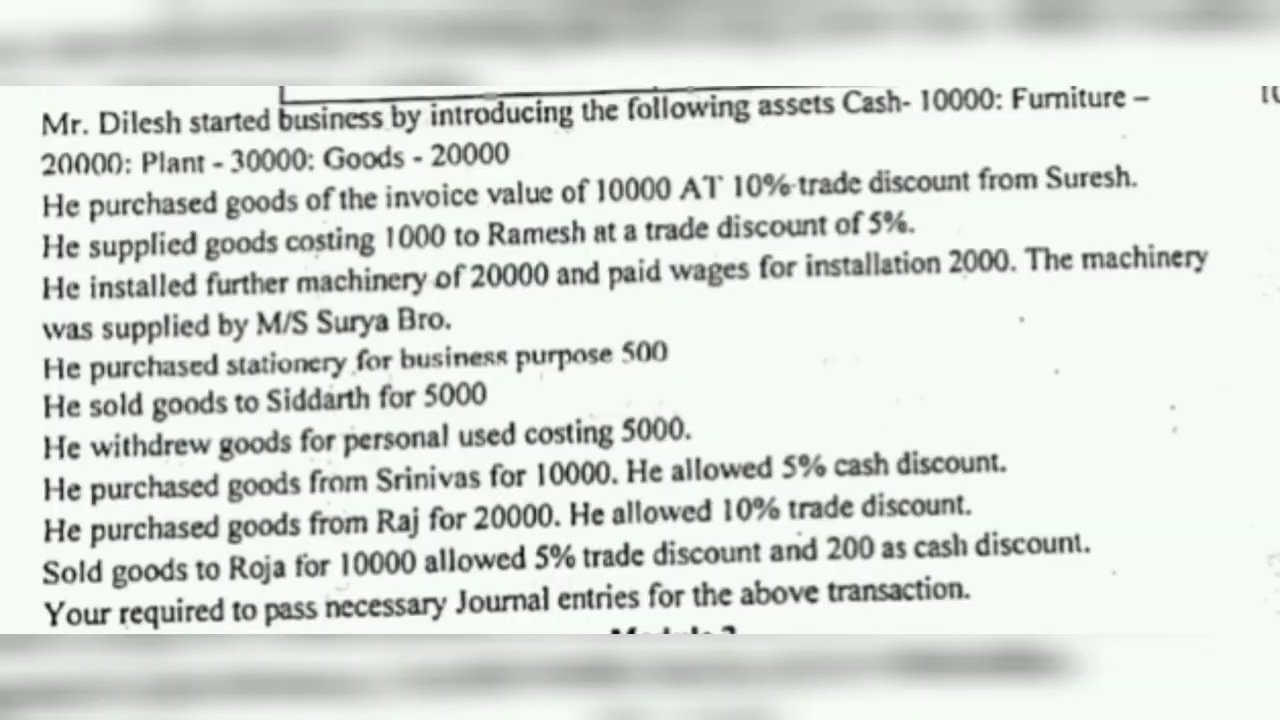 Mr. Dilesh started business by introducing the following assets Cash- 10000: Furniture –
20000: Plant - 30000: Goods - 20000
He purchased goods of the invoice value of 10000 AT 10% trade discount from Suresh.
He supplied goods costing 1000 to Ramesh at a trade discount of 5%.
He installed further machinery of 20000 and paid wages for installation 2000. The machinery
was supplied by M/S Surya Bro.
He purchased stationery for business purpose 500
He sold goods to Siddarth for 5000
He withdrew goods for personal used costing 5000.
He purchased goods from Srinivas for 10000. He allowed 5% cash discount.
He purchased goods from Raj for 20000. He allowed 10% trade discount.
Sold goods to Roja for 10000 allowed 5% trade discount and 200 as cash discount.
Your required to pass necessary Journal entries for the above transaction.